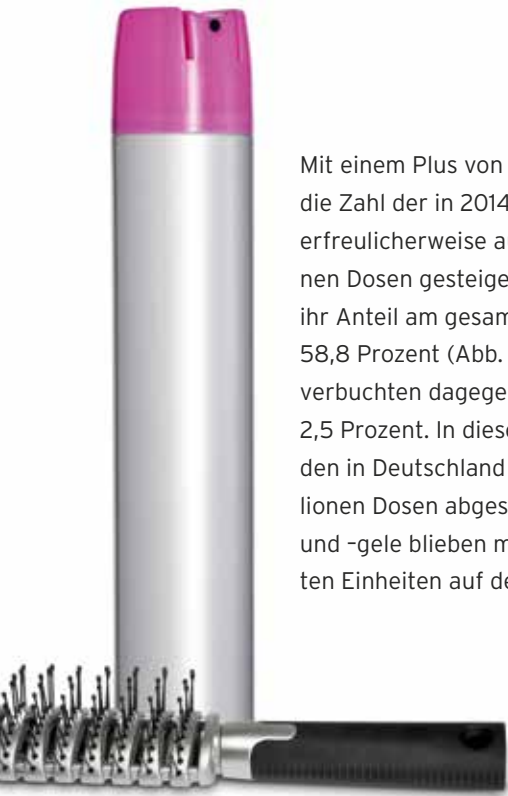 Mit einem Plus von
die Zahl der in 2014
erfreulicherweise a
nen Dosen gesteige
ihr Anteil am gesam
58,8 Prozent (Abb.
verbuchten dagege
2,5 Prozent. In diese
den in Deutschland
lionen Dosen abges
und -gele blieben m
ten Einheiten auf de